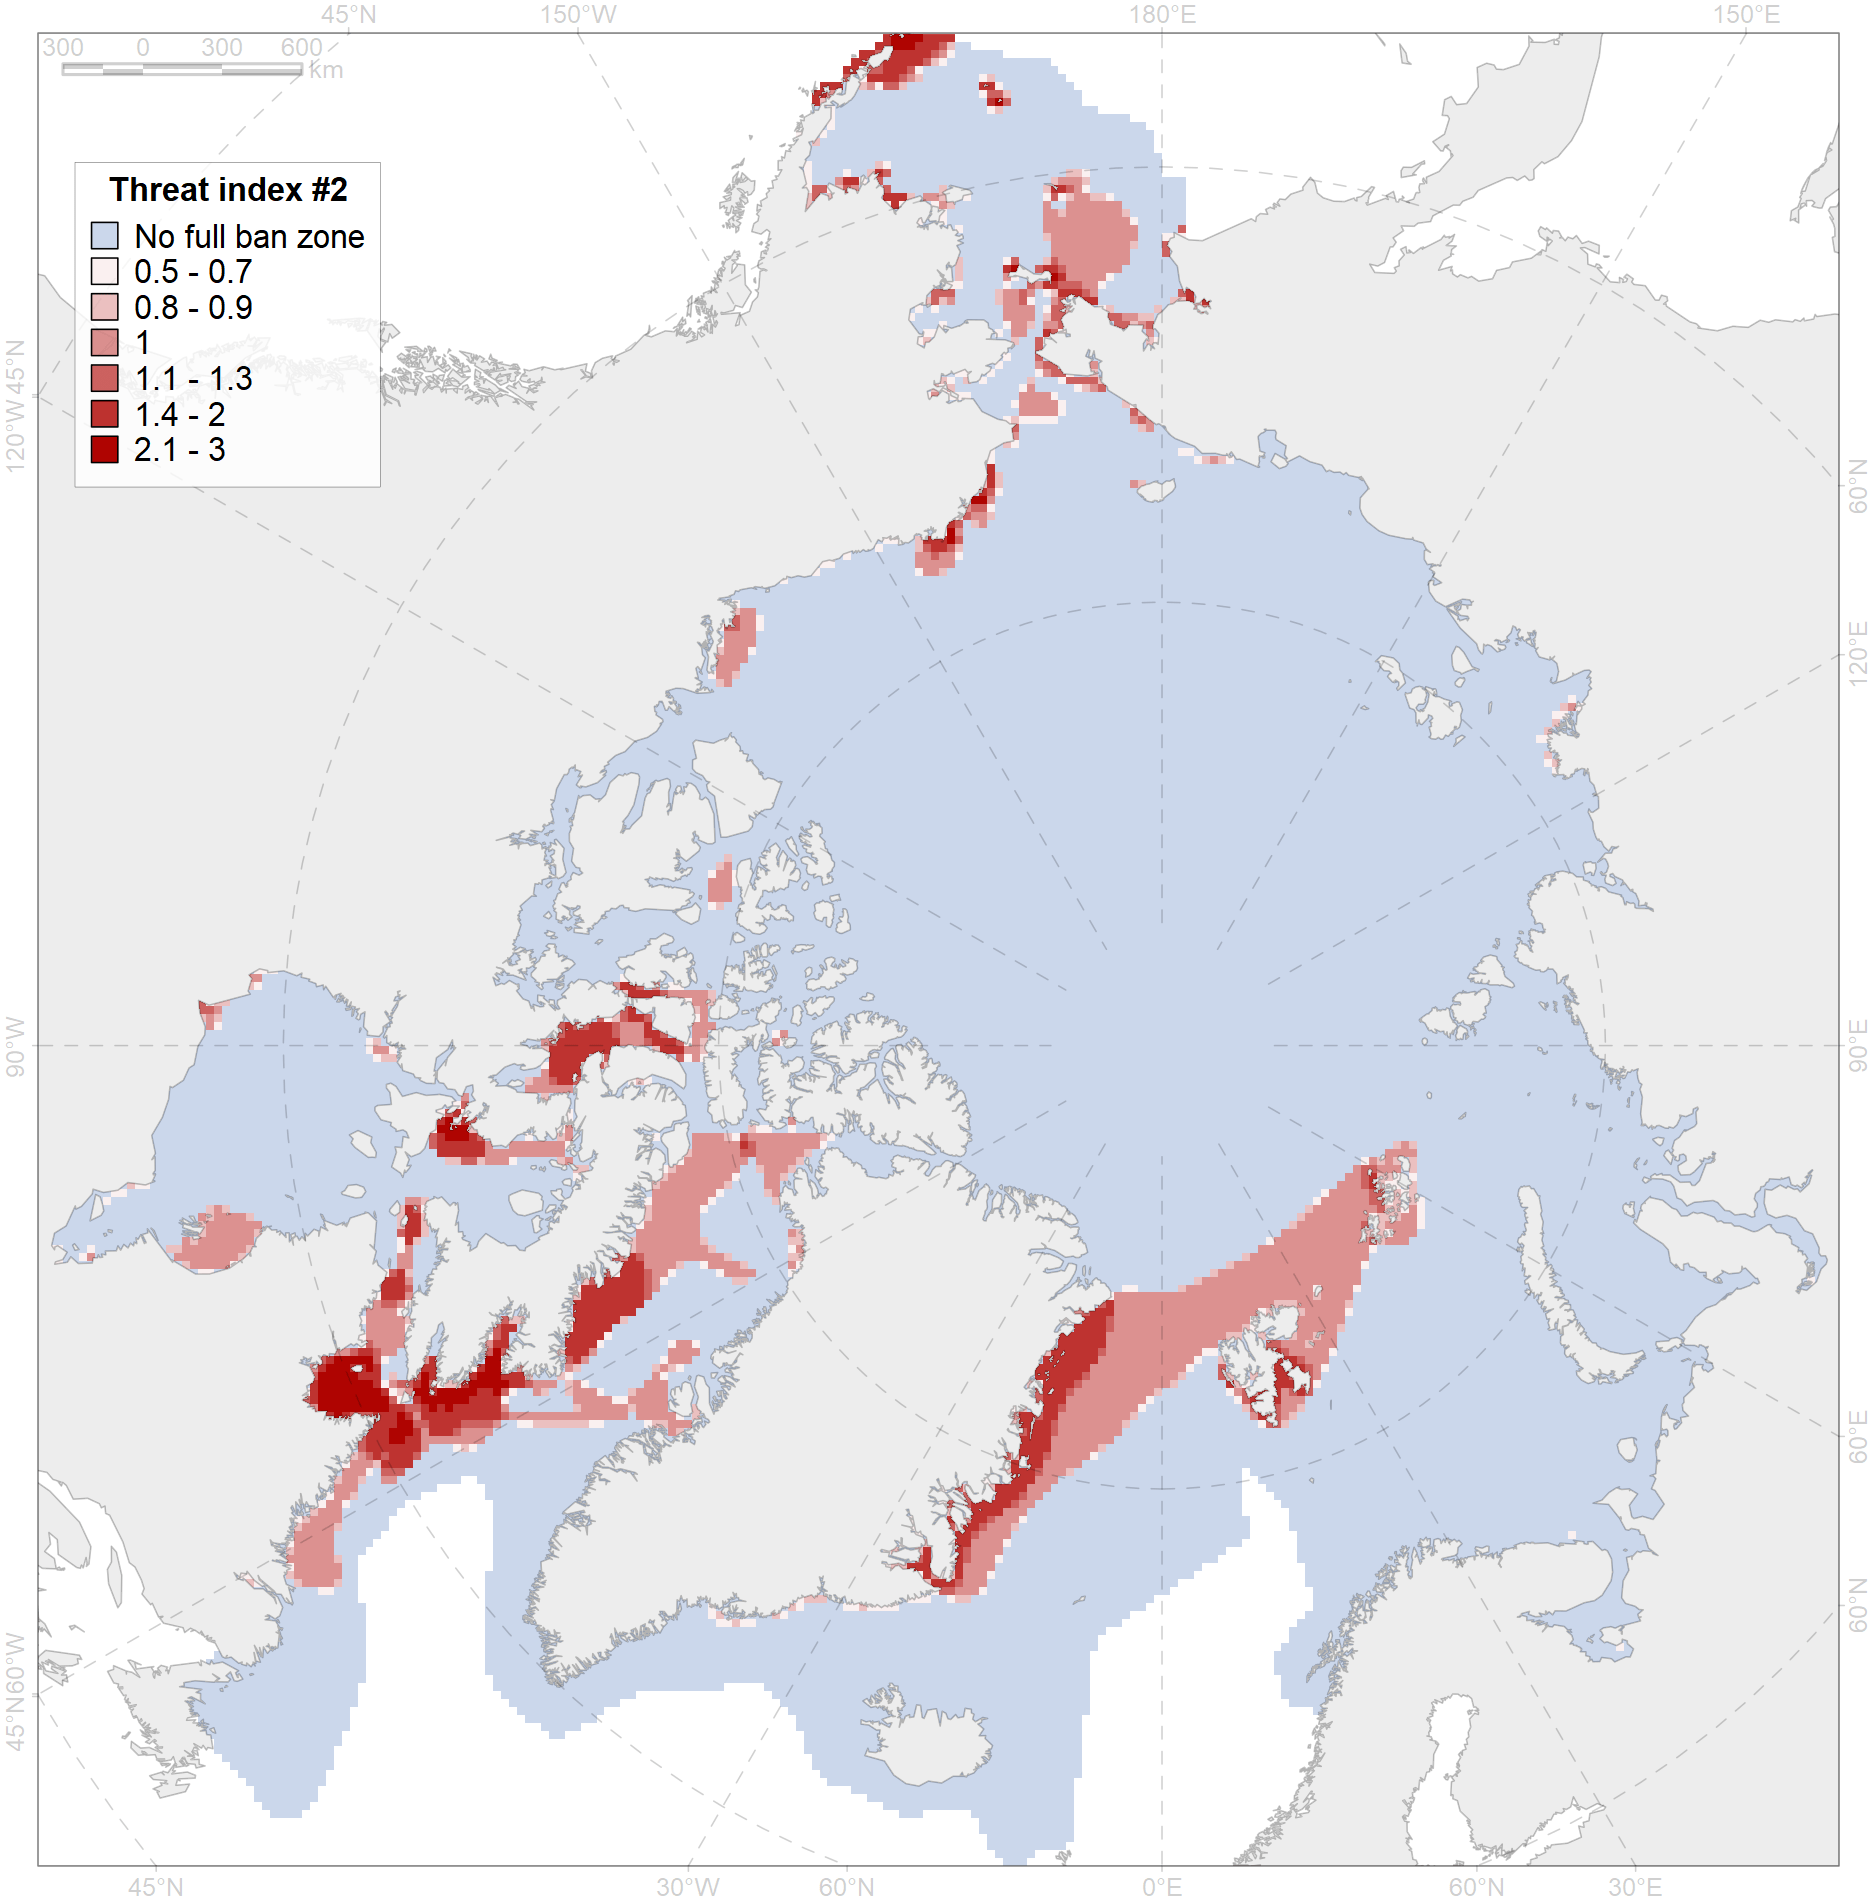 45°N 150°W 180°E 150°E
300 0 300 600
km
Threat index #2
No full ban zone
0.5 - 0.7
0.8 - 0.9
1
1.1 - 1.3
1.4 - 2
2.1 - 3
45°N
120°W
90°W
60°W
45°N
60°N
120°E
90°E
60°E
60°N
45°N 30°W 60°N 0°E 60°N 30°E